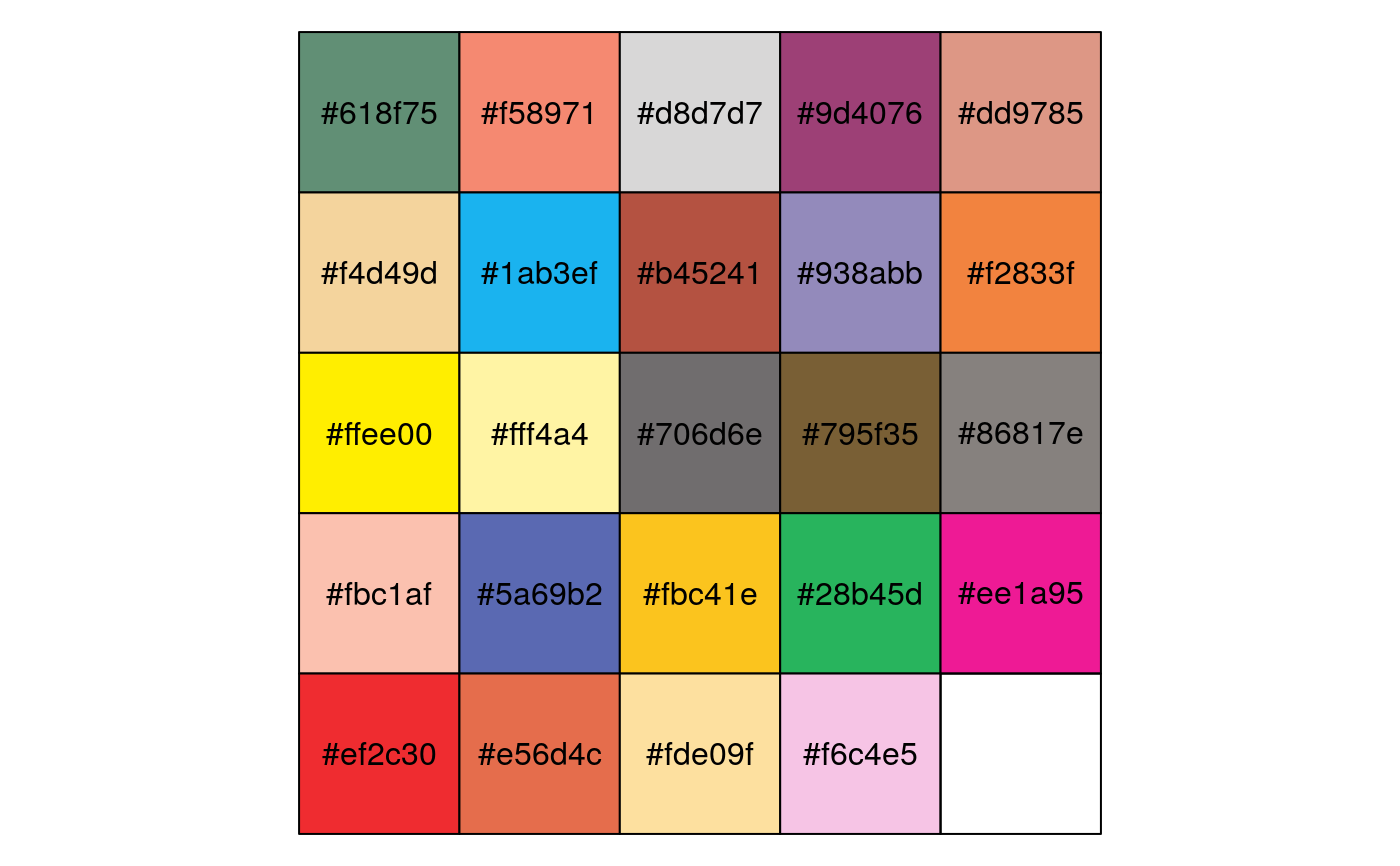 #618f75 #f58971 #d8d7d7 #9d4076 #dd9785
#f4d49d #1ab3ef #b45241 #938abb #f2833f
#ffee00 #fff4a4 #706d6e #795f35 #86817e
#fbc1af #5a69b2 #fbc41e #28b45d #ee1a95
#ef2c30 #e56d4c #fde09f #f6c4e5